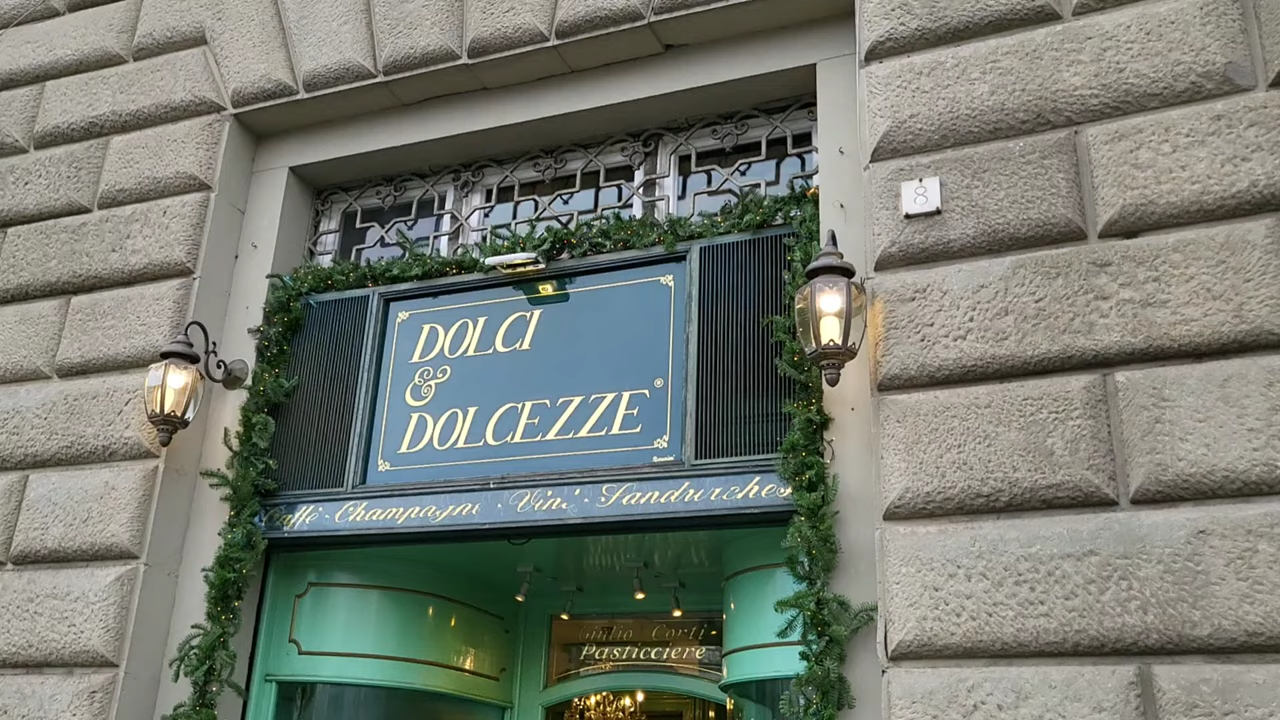 8
DOLCI
&
DOLCEZZE®
Caffè · Champagne · Vini · Sandwiches
Giulio Corti
Pasticciere